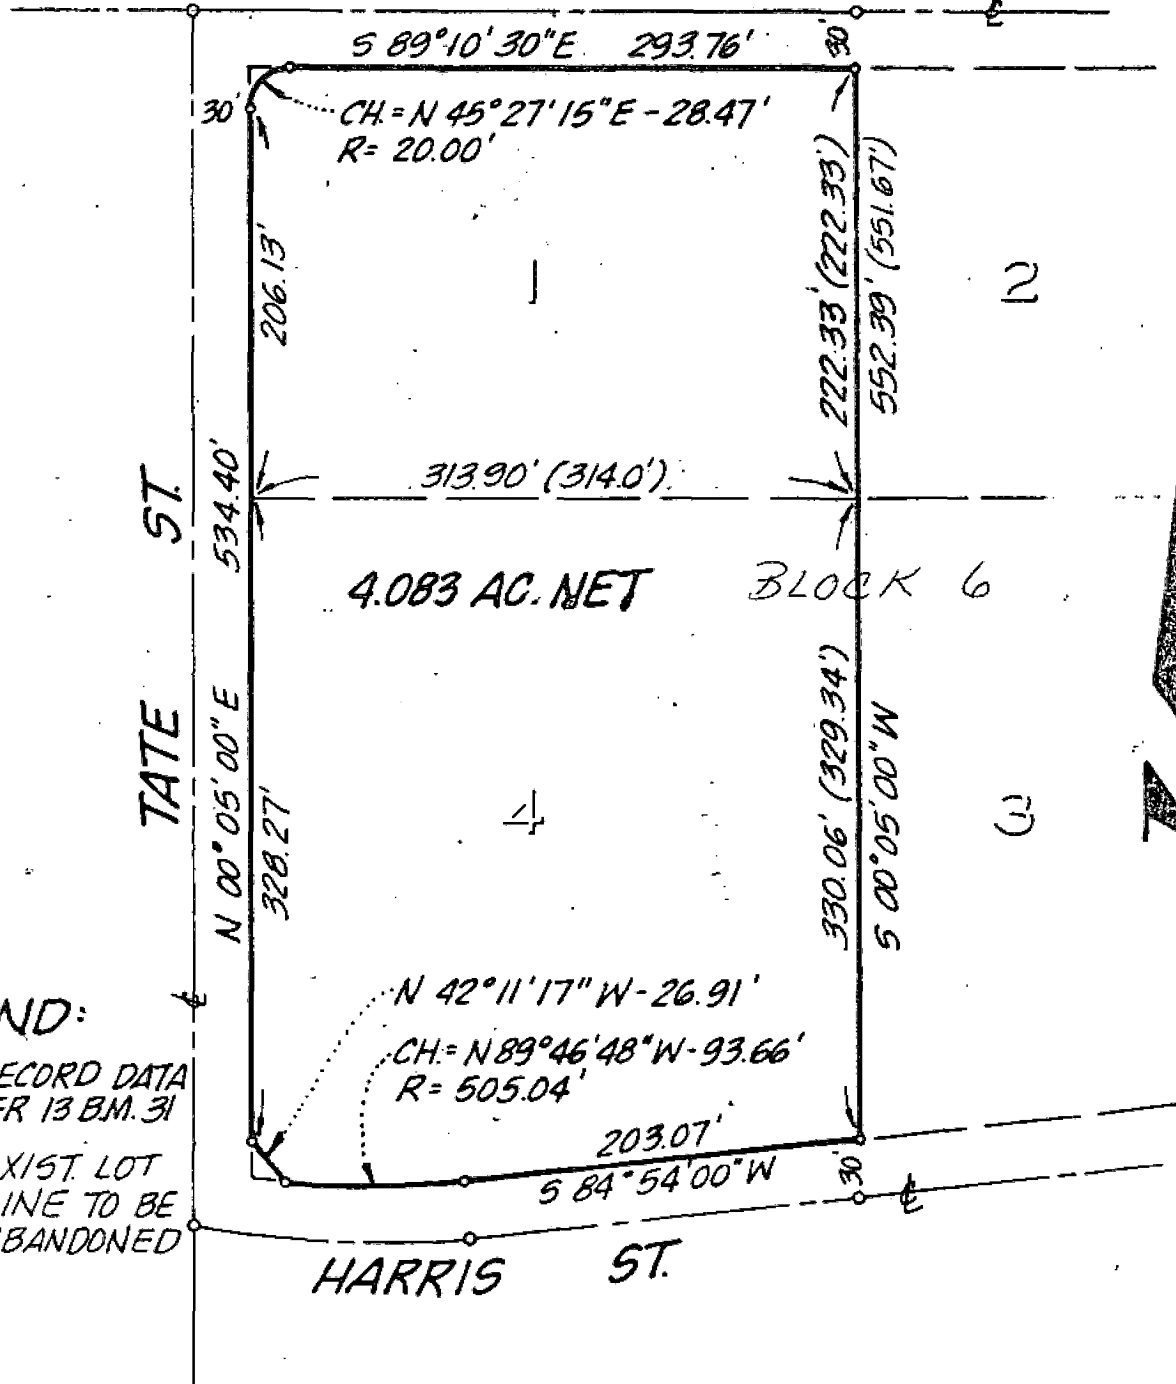 ℄
S 89°10'30"E 293.76'
30'
30'
CH.= N 45°27'15"E - 28.47'
R= 20.00'
206.13'
1
222.33' (222.33')
552.39' (551.67')
2
313.90' (314.0')
534.40'
TATE ST.
4.083 AC. NET
BLOCK 6
N 00°05'00"E
328.27'
4
330.06' (329.34')
S 00°05'00"W
3
N 42°11'17" W - 26.91'
CH.= N 89°46'48"W - 93.66'
R= 505.04'
℄
ND:
ECORD DATA
ER 13 B.M. 31
XIST. LOT
INE TO BE
BANDONED
203.07'
S 84°54'00"W
30'
℄
HARRIS ST.